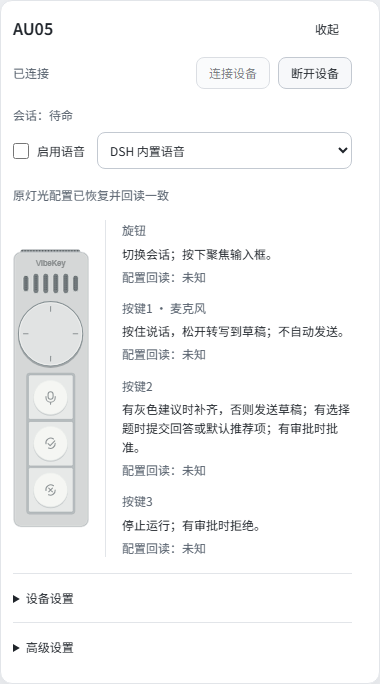 AU05
收起
已连接
连接设备
断开设备
会话：待命
启用语音
DSH 内置语音
原灯光配置已恢复并回读一致
VibeKey
旋钮
切换会话；按下聚焦输入框。
配置回读：未知
按键1 · 麦克风
按住说话，松开转写到草稿；不自动发送。
配置回读：未知
按键2
有灰色建议时补齐，否则发送草稿；有选择
题时提交回答或默认推荐项；有审批时批
准。
配置回读：未知
按键3
停止运行；有审批时拒绝。
配置回读：未知
设备设置
高级设置